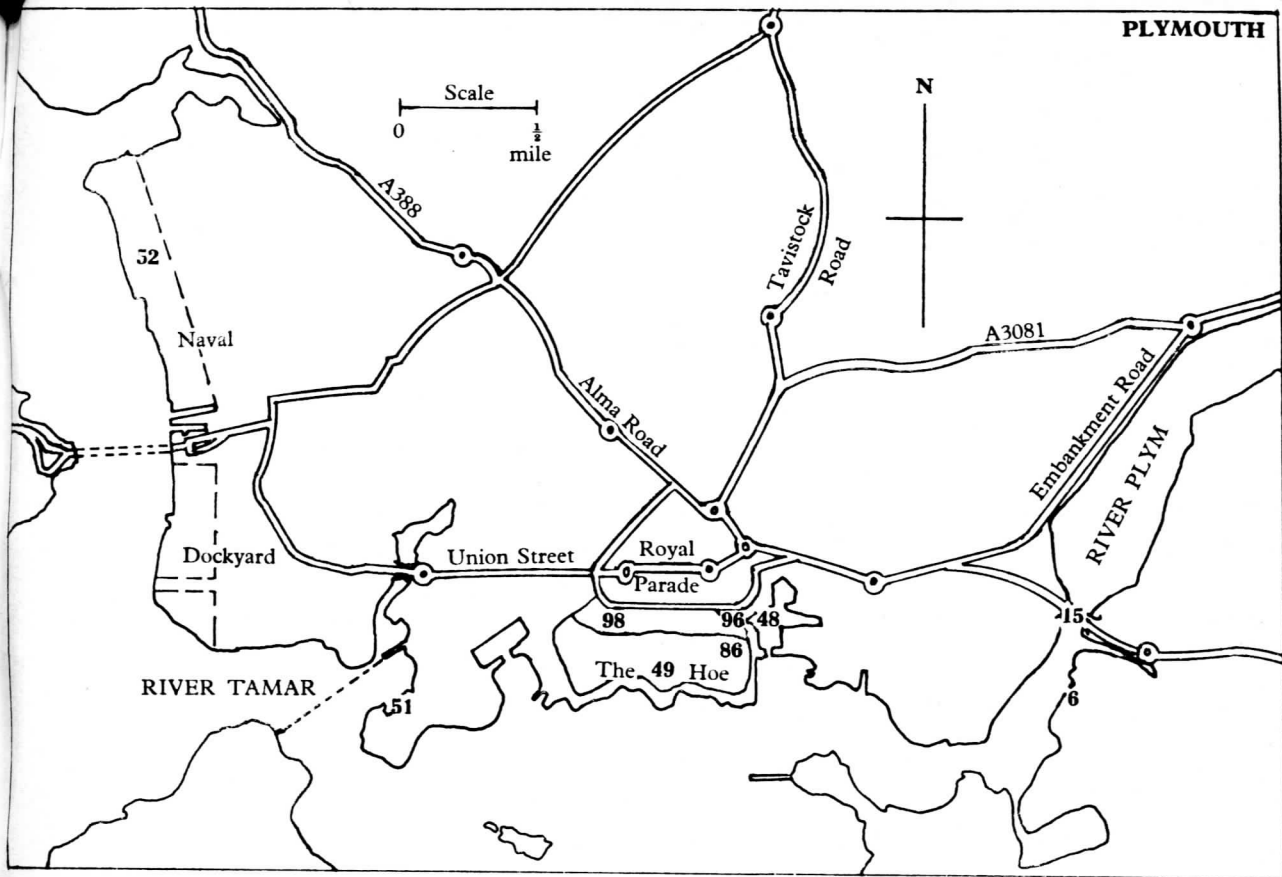 PLYMOUTH
Scale
0 ½
mile
N
A388
Tavistock
Road
52
Naval
A3081
Alma Road
Embankment Road
RIVER PLYM
Dockyard
Union Street
Royal
Parade
98
96 48
15
86
The 49 Hoe
RIVER TAMAR
51
6